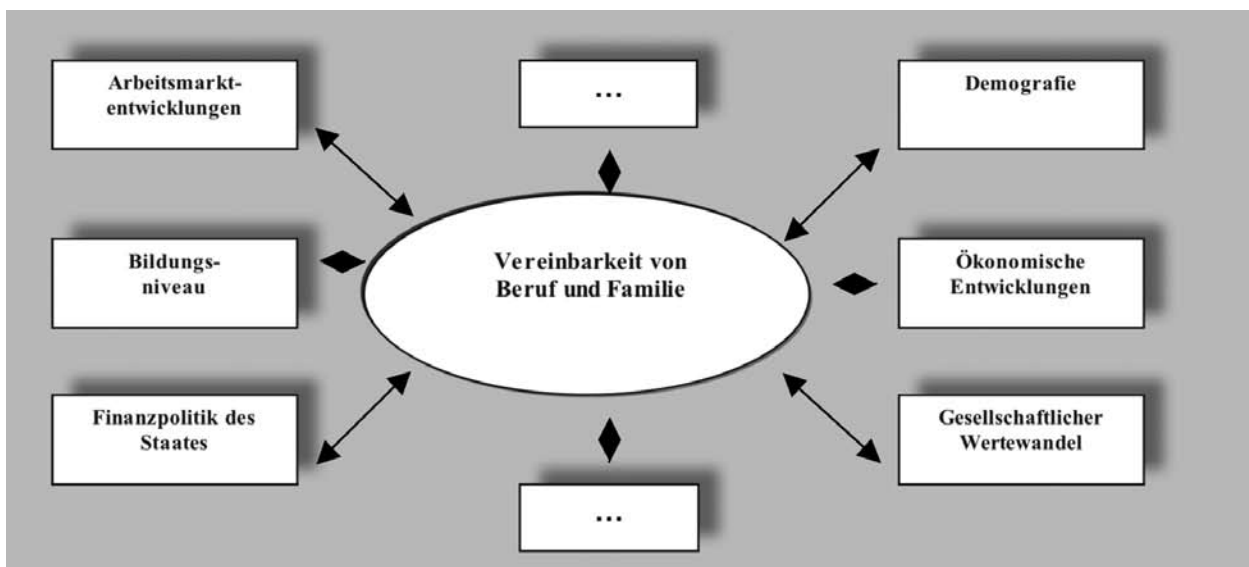 Arbeitsmarkt-
entwicklungen
...
Demografie
Bildungs-
niveau
Vereinbarkeit von
Beruf und Familie
Ökonomische
Entwicklungen
Finanzpolitik des
Staates
...
Gesellschaftlicher
Wertewandel